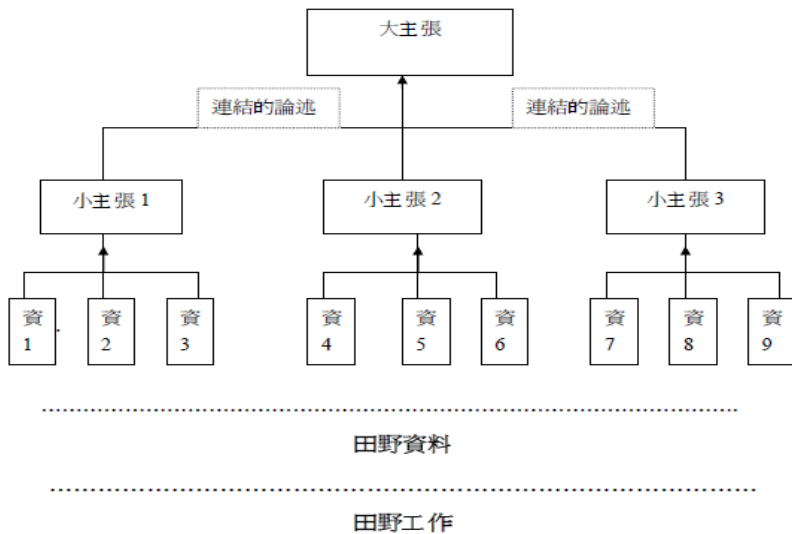 大主張
連結的論述
連結的論述
小主張 1
小主張 2
小主張 3
資
1
資
2
資
3
資
4
資
5
資
6
資
7
資
8
資
9
田野資料
田野工作